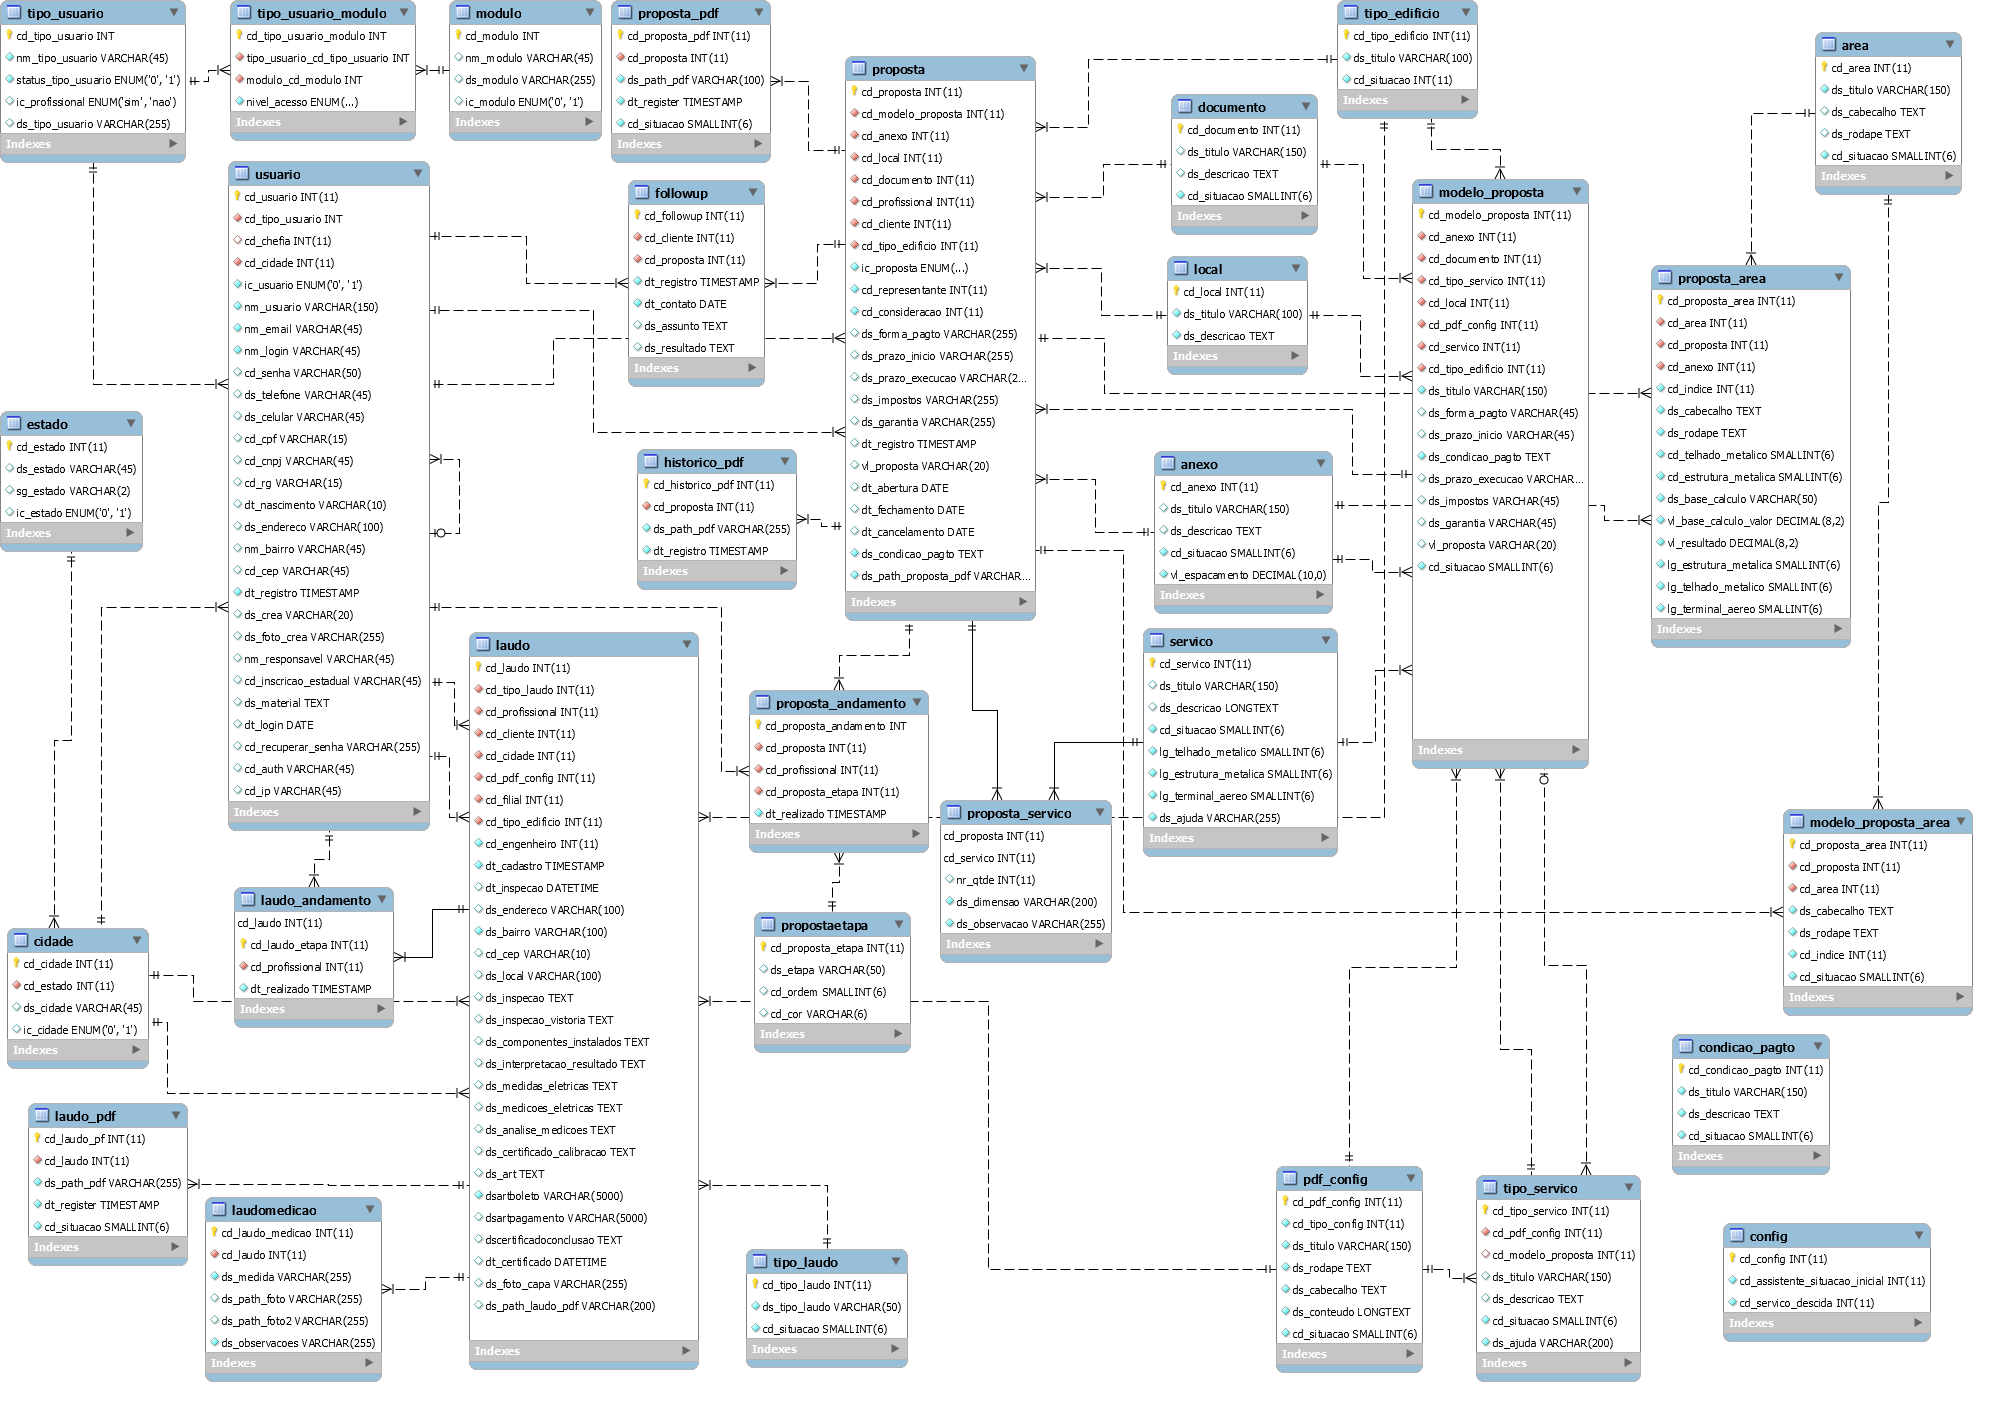 tipo_usuario
cd_tipo_usuario INT
nm_tipo_usuario VARCHAR(45)
status_tipo_usuario ENUM('0', '1')
ic_profissional ENUM('sim', 'nao')
ds_tipo_usuario VARCHAR(255)
Indexes
tipo_usuario_modulo
cd_tipo_usuario_modulo INT
tipo_usuario_cd_tipo_usuario INT
modulo_cd_modulo INT
nivel_acesso ENUM(...)
Indexes
modulo
cd_modulo INT
nm_modulo VARCHAR(45)
ds_modulo VARCHAR(255)
ic_modulo ENUM('0', '1')
Indexes
proposta_pdf
cd_proposta_pdf INT(11)
cd_proposta INT(11)
ds_path_pdf VARCHAR(100)
dt_register TIMESTAMP
cd_situacao SMALLINT(6)
Indexes
proposta
cd_proposta INT(11)
cd_modelo_proposta INT(11)
cd_anexo INT(11)
cd_local INT(11)
cd_documento INT(11)
cd_profissional INT(11)
cd_cliente INT(11)
cd_tipo_edificio INT(11)
ic_proposta ENUM(...)
cd_representante INT(11)
cd_consideracao INT(11)
ds_forma_pagto VARCHAR(255)
ds_prazo_inicio VARCHAR(255)
ds_prazo_execucao VARCHAR(2...
ds_impostos VARCHAR(255)
ds_garantia VARCHAR(255)
dt_registro TIMESTAMP
vl_proposta VARCHAR(20)
dt_abertura DATE
dt_fechamento DATE
dt_cancelamento DATE
ds_condicao_pagto TEXT
ds_path_proposta_pdf VARCHAR...
Indexes
tipo_edificio
cd_tipo_edificio INT(11)
ds_titulo VARCHAR(100)
cd_situacao INT(11)
Indexes
area
cd_area INT(11)
ds_titulo VARCHAR(150)
ds_cabecalho TEXT
ds_rodape TEXT
cd_situacao SMALLINT(6)
Indexes
documento
cd_documento INT(11)
ds_titulo VARCHAR(150)
ds_descricao TEXT
cd_situacao SMALLINT(6)
Indexes
usuario
cd_usuario INT(11)
cd_tipo_usuario INT
cd_chefia INT(11)
cd_cidade INT(11)
ic_usuario ENUM('0', '1')
nm_usuario VARCHAR(150)
nm_email VARCHAR(45)
nm_login VARCHAR(45)
cd_senha VARCHAR(50)
ds_telefone VARCHAR(45)
ds_celular VARCHAR(45)
cd_cpf VARCHAR(15)
cd_cnpj VARCHAR(45)
cd_rg VARCHAR(15)
dt_nascimento VARCHAR(10)
ds_endereco VARCHAR(100)
nm_bairro VARCHAR(45)
cd_cep VARCHAR(45)
dt_registro TIMESTAMP
ds_crea VARCHAR(20)
ds_foto_crea VARCHAR(255)
nm_responsavel VARCHAR(45)
cd_inscricao_estadual VARCHAR(45)
ds_material TEXT
dt_login DATE
cd_recuperar_senha VARCHAR(255)
cd_auth VARCHAR(45)
cd_ip VARCHAR(45)
Indexes
followup
cd_followup INT(11)
cd_cliente INT(11)
cd_proposta INT(11)
dt_registro TIMESTAMP
dt_contato DATE
ds_assunto TEXT
ds_resultado TEXT
Indexes
modelo_proposta
cd_modelo_proposta INT(11)
cd_anexo INT(11)
cd_documento INT(11)
cd_tipo_servico INT(11)
cd_local INT(11)
cd_pdf_config INT(11)
cd_servico INT(11)
cd_tipo_edificio INT(11)
ds_titulo VARCHAR(150)
ds_forma_pagto VARCHAR(45)
ds_prazo_inicio VARCHAR(45)
ds_condicao_pagto TEXT
ds_prazo_execucao VARCHAR...
ds_impostos VARCHAR(45)
ds_garantia VARCHAR(45)
vl_proposta VARCHAR(20)
cd_situacao SMALLINT(6)
Indexes
local
cd_local INT(11)
ds_titulo VARCHAR(100)
ds_descricao TEXT
Indexes
proposta_area
cd_proposta_area INT(11)
cd_area INT(11)
cd_proposta INT(11)
cd_anexo INT(11)
cd_indice INT(11)
ds_cabecalho TEXT
ds_rodape TEXT
cd_telhado_metalico SMALLINT(6)
cd_estrutura_metalica SMALLINT(6)
ds_base_calculo VARCHAR(50)
vl_base_calculo_valor DECIMAL(8,2)
vl_resultado DECIMAL(8,2)
lg_estrutura_metalica SMALLINT(6)
lg_telhado_metalico SMALLINT(6)
lg_terminal_aereo SMALLINT(6)
Indexes
estado
cd_estado INT(11)
ds_estado VARCHAR(45)
sg_estado VARCHAR(2)
ic_estado ENUM('0', '1')
Indexes
historico_pdf
cd_historico_pdf INT(11)
cd_proposta INT(11)
ds_path_pdf VARCHAR(255)
dt_registro TIMESTAMP
Indexes
anexo
cd_anexo INT(11)
ds_titulo VARCHAR(150)
ds_descricao TEXT
cd_situacao SMALLINT(6)
vl_espacamento DECIMAL(10,0)
Indexes
laudo
cd_laudo INT(11)
cd_tipo_laudo INT(11)
cd_profissional INT(11)
cd_cliente INT(11)
cd_cidade INT(11)
cd_pdf_config INT(11)
cd_filial INT(11)
cd_tipo_edificio INT(11)
cd_engenheiro INT(11)
dt_cadastro TIMESTAMP
dt_inspecao DATETIME
ds_endereco VARCHAR(100)
ds_bairro VARCHAR(100)
cd_cep VARCHAR(10)
ds_local VARCHAR(100)
ds_inspecao TEXT
ds_inspecao_vistoria TEXT
ds_componentes_instalados TEXT
ds_interpretacao_resultado TEXT
ds_medidas_eletricas TEXT
ds_medicoes_eletricas TEXT
ds_analise_medicoes TEXT
ds_certificado_calibracao TEXT
ds_art TEXT
dsartboleto VARCHAR(5000)
dsartpagamento VARCHAR(5000)
dscertificadoconclusao TEXT
dt_certificado DATETIME
ds_foto_capa VARCHAR(255)
ds_path_laudo_pdf VARCHAR(200)
Indexes
servico
cd_servico INT(11)
ds_titulo VARCHAR(150)
ds_descricao LONGTEXT
cd_situacao SMALLINT(6)
lg_telhado_metalico SMALLINT(6)
lg_estrutura_metalica SMALLINT(6)
lg_terminal_aereo SMALLINT(6)
ds_ajuda VARCHAR(255)
Indexes
proposta_andamento
cd_proposta_andamento INT
cd_proposta INT(11)
cd_profissional INT(11)
cd_proposta_etapa INT(11)
dt_realizado TIMESTAMP
Indexes
proposta_servico
cd_proposta INT(11)
cd_servico INT(11)
nr_qtde INT(11)
ds_dimensao VARCHAR(200)
ds_observacao VARCHAR(255)
Indexes
modelo_proposta_area
cd_proposta_area INT(11)
cd_proposta INT(11)
cd_area INT(11)
ds_cabecalho TEXT
ds_rodape TEXT
cd_indice INT(11)
cd_situacao SMALLINT(6)
Indexes
laudo_andamento
cd_laudo INT(11)
cd_laudo_etapa INT(11)
cd_profissional INT(11)
dt_realizado TIMESTAMP
Indexes
propostaetapa
cd_proposta_etapa INT(11)
ds_etapa VARCHAR(50)
cd_ordem SMALLINT(6)
cd_cor VARCHAR(6)
Indexes
cidade
cd_cidade INT(11)
cd_estado INT(11)
ds_cidade VARCHAR(45)
ic_cidade ENUM('0', '1')
Indexes
condicao_pagto
cd_condicao_pagto INT(11)
ds_titulo VARCHAR(150)
ds_descricao TEXT
cd_situacao SMALLINT(6)
Indexes
laudo_pdf
cd_laudo_pf INT(11)
cd_laudo INT(11)
ds_path_pdf VARCHAR(255)
dt_register TIMESTAMP
cd_situacao SMALLINT(6)
Indexes
laudomedicao
cd_laudo_medicao INT(11)
cd_laudo INT(11)
ds_medida VARCHAR(255)
ds_path_foto VARCHAR(255)
ds_path_foto2 VARCHAR(255)
ds_observacoes VARCHAR(255)
Indexes
tipo_laudo
cd_tipo_laudo INT(11)
ds_tipo_laudo VARCHAR(50)
cd_situacao SMALLINT(6)
Indexes
pdf_config
cd_pdf_config INT(11)
cd_tipo_config INT(11)
ds_titulo VARCHAR(150)
ds_rodape TEXT
ds_cabecalho TEXT
ds_conteudo LONGTEXT
cd_situacao SMALLINT(6)
Indexes
tipo_servico
cd_tipo_servico INT(11)
cd_pdf_config INT(11)
cd_modelo_proposta INT(11)
ds_titulo VARCHAR(150)
ds_descricao TEXT
cd_situacao SMALLINT(6)
ds_ajuda VARCHAR(200)
Indexes
config
cd_config INT(11)
cd_assistente_situacao_inicial INT(11)
cd_servico_descida INT(11)
Indexes